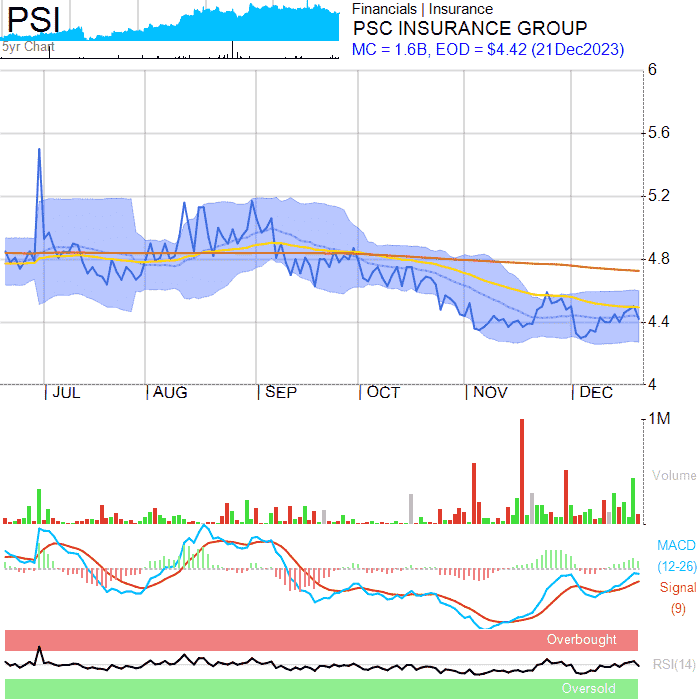 PSI
5yr Chart
Financials | Insurance
PSC INSURANCE GROUP
MC = 1.6B, EOD = $4.42 (21Dec2023)
6
5.6
5.2
4.8
4.4
4
JUL AUG SEP OCT NOV DEC
1M
Volume
MACD
(12-26)
Signal
(9)
Overbought
RSI(14)
Oversold